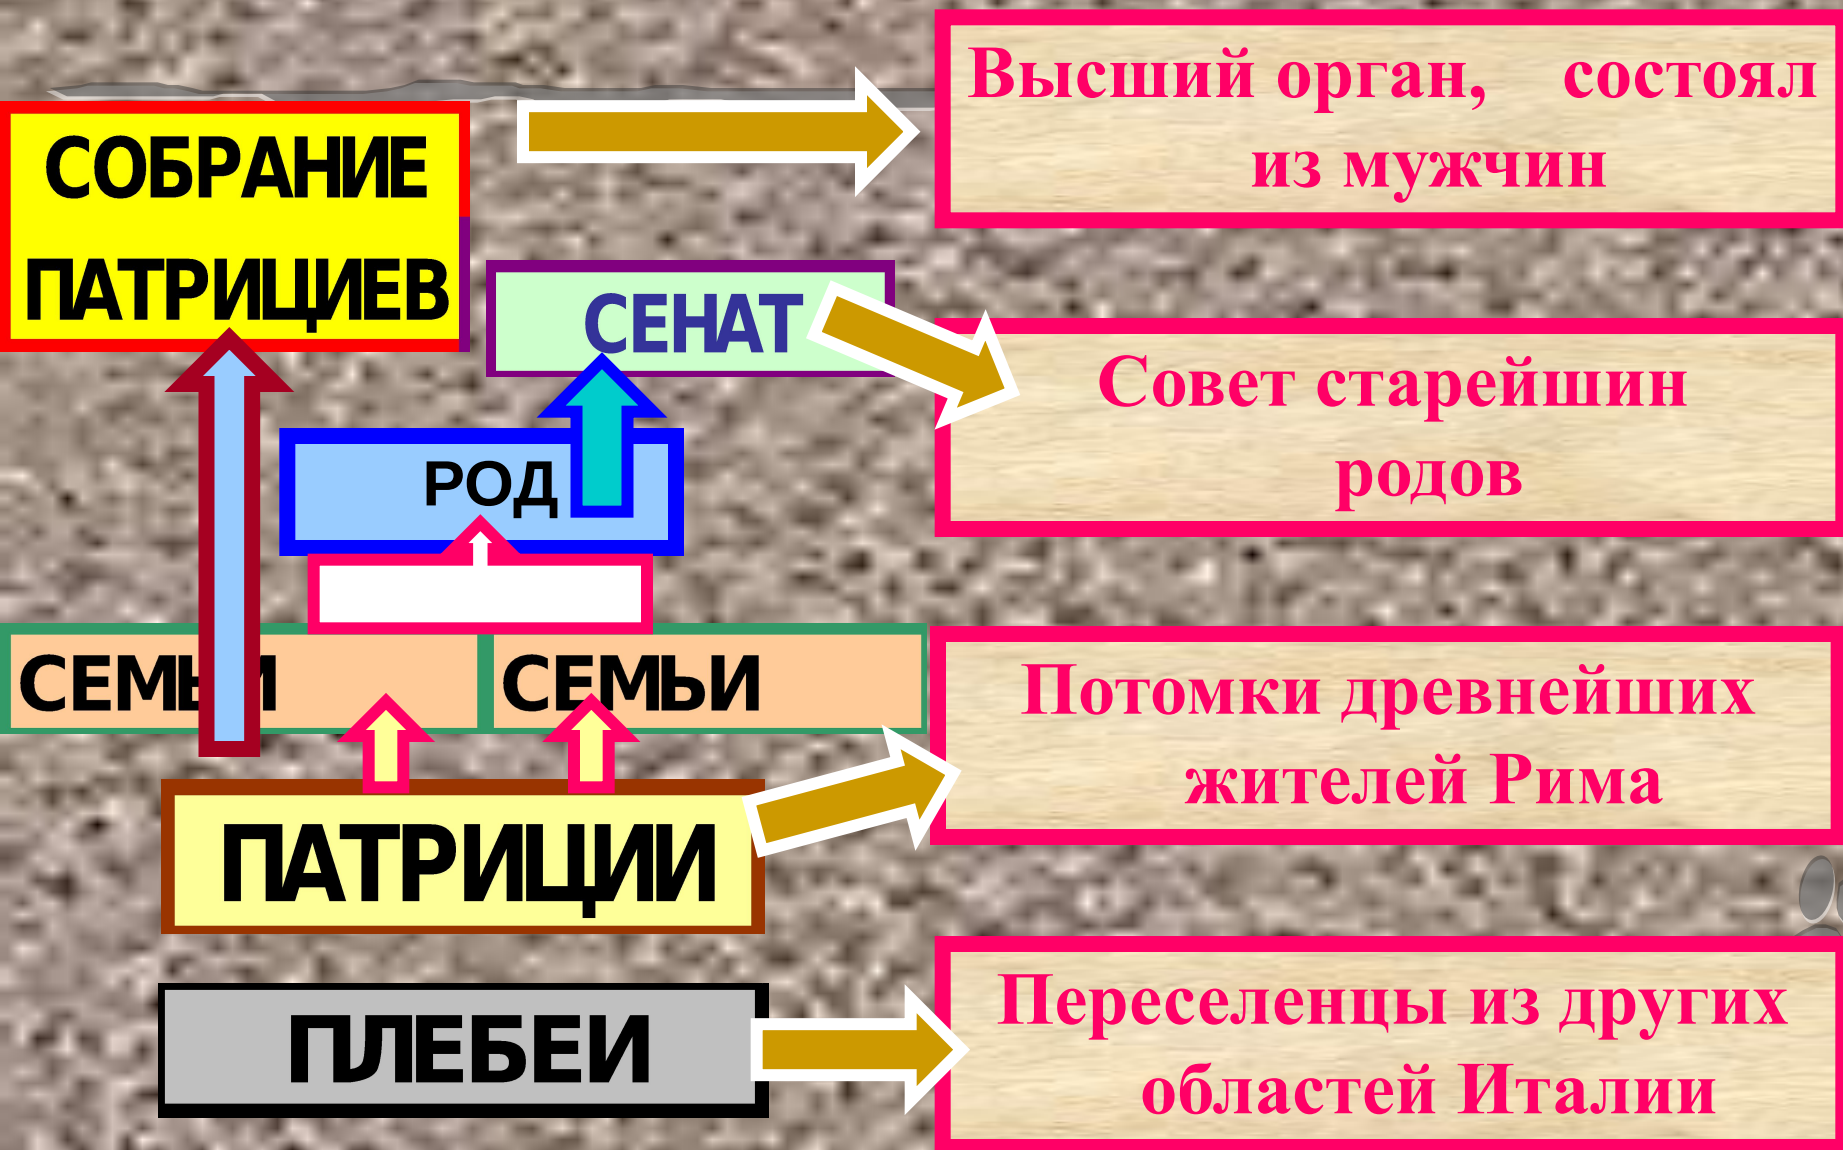 СОБРАНИЕ
ПАТРИЦИЕВ
Высший орган, состоял
из мужчин
СЕНАТ
Совет старейшин
родов
РОД
СЕМЬИ
СЕМЬИ
Потомки древнейших
жителей Рима
ПАТРИЦИИ
ПЛЕБЕИ
Переселенцы из других
областей Италии